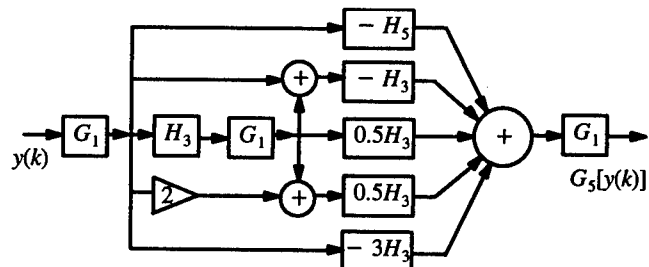 − H₅
+
− H₃
y(k)
G₁
H₃
G₁
0.5H₃
+
G₁
G₅[y(k)]
2
+
0.5H₃
− 3H₃